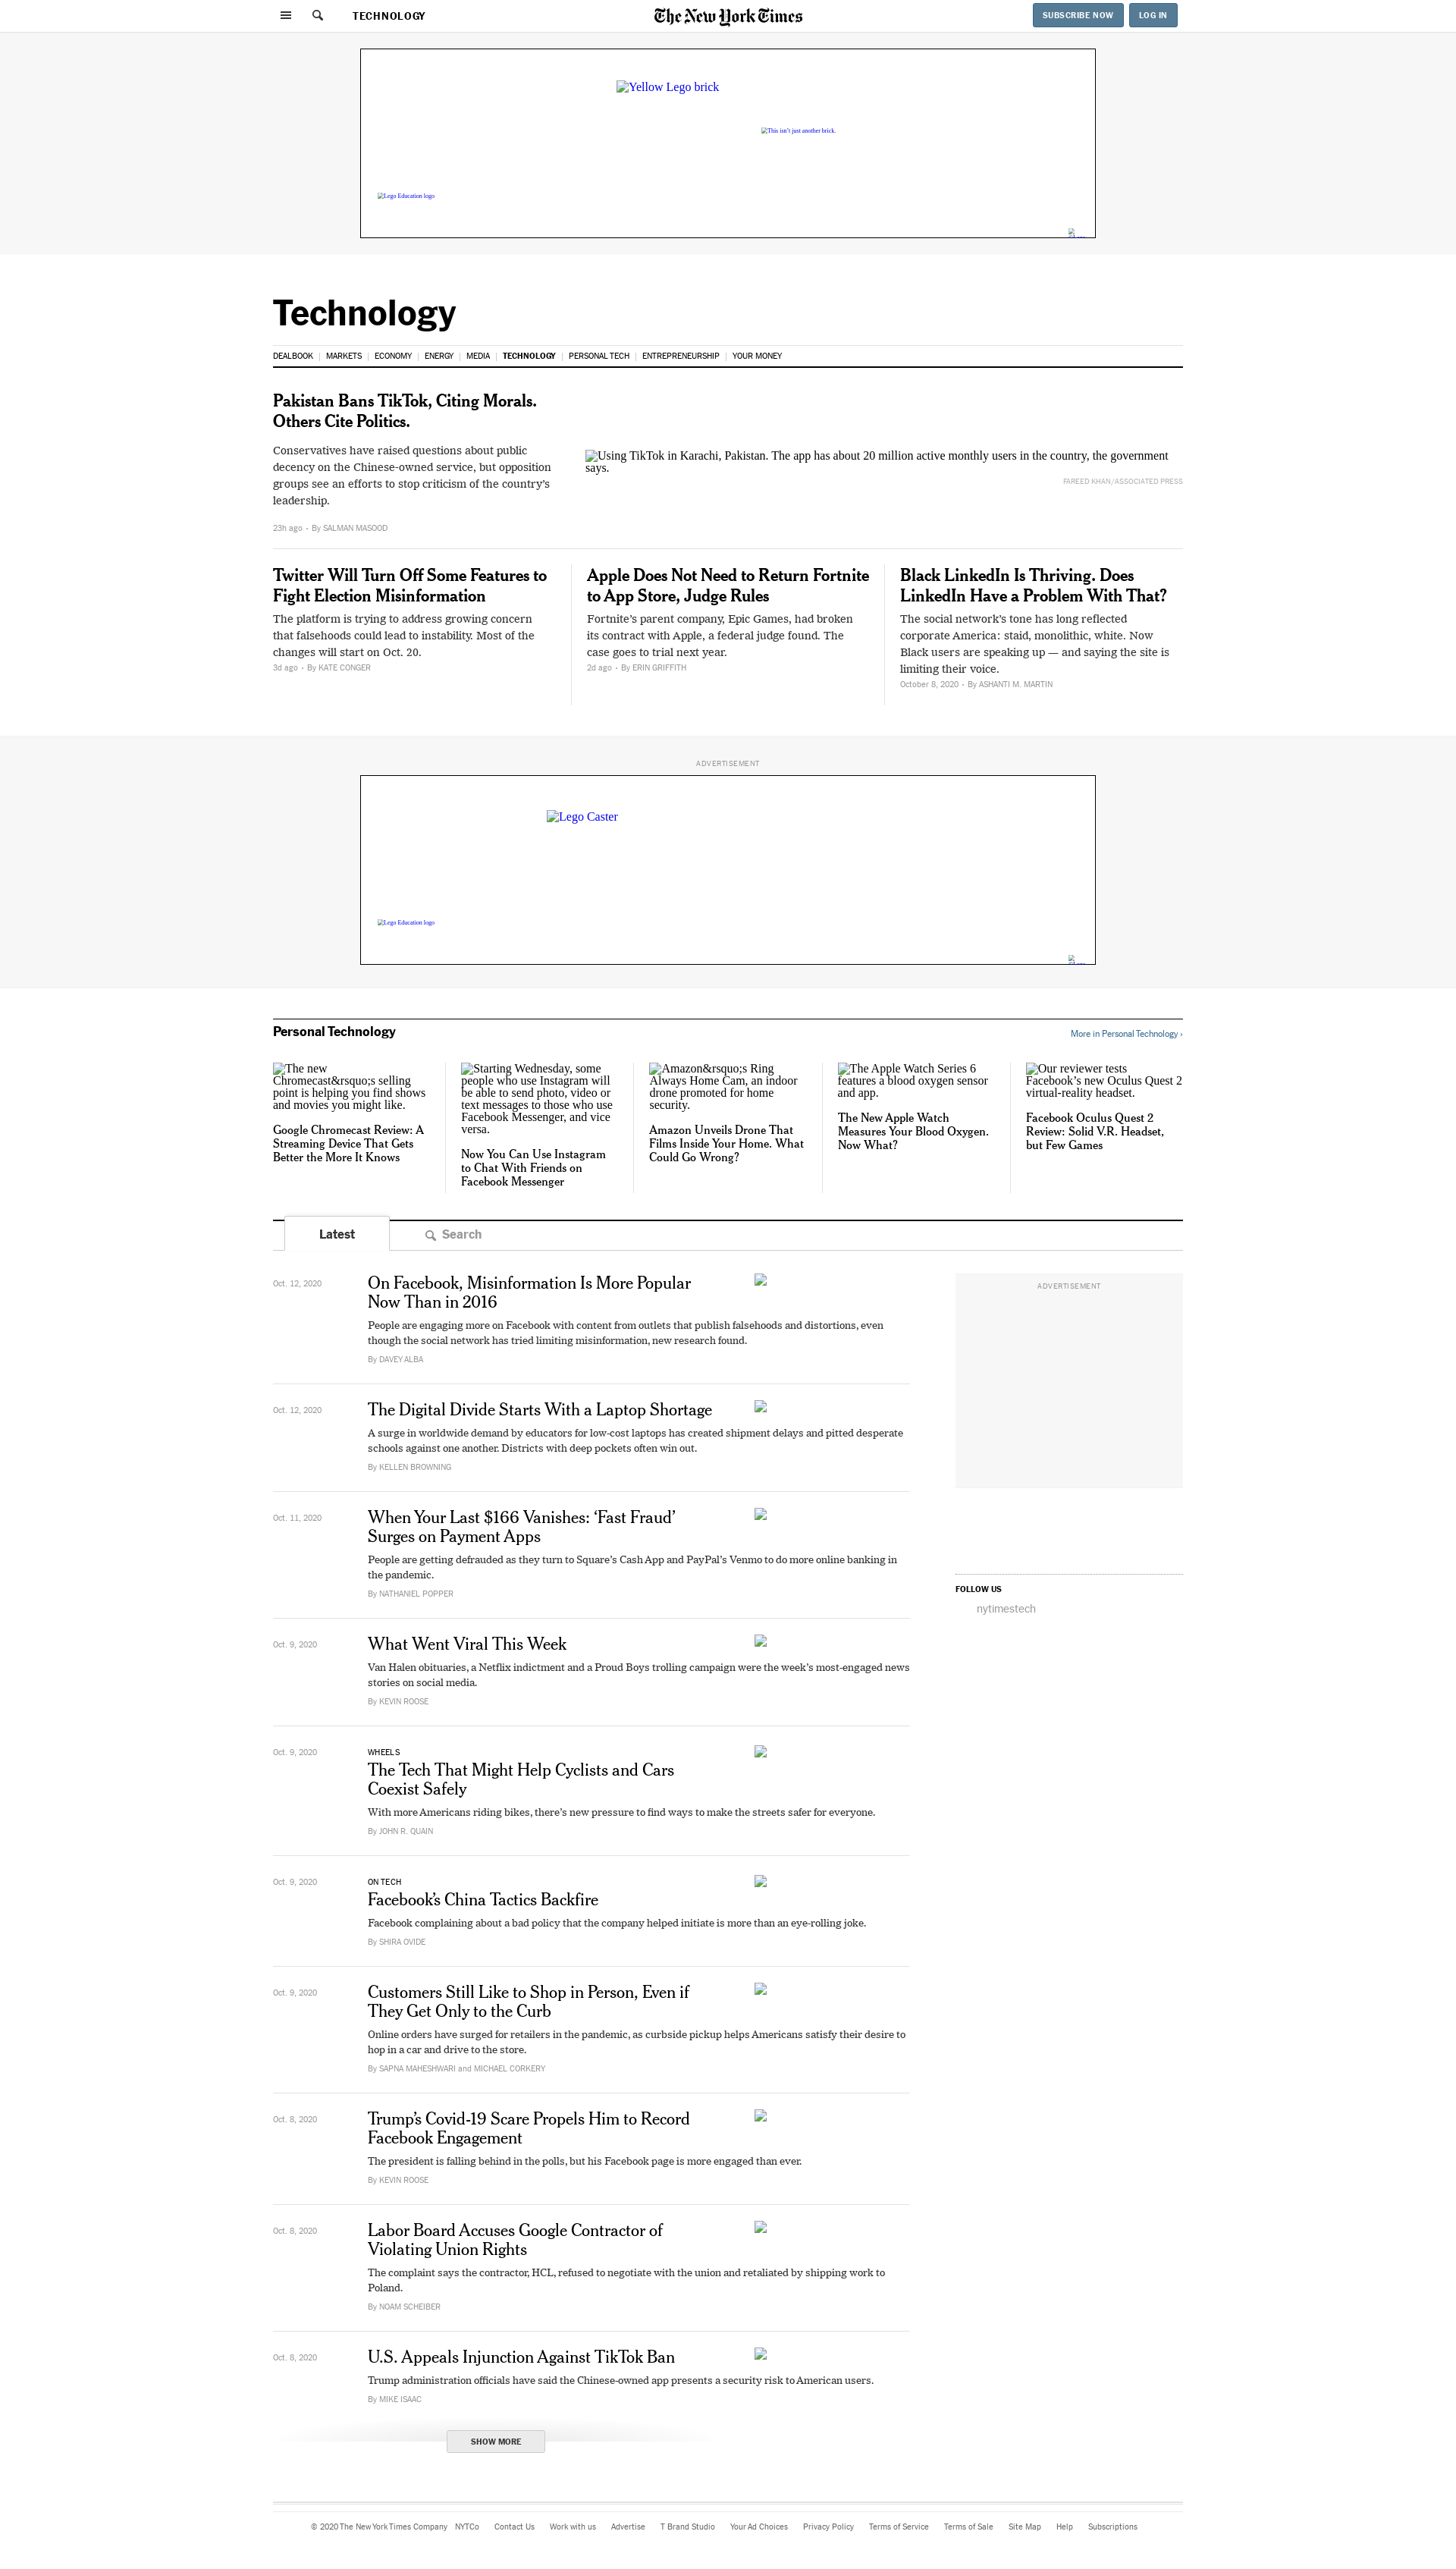 TECHNOLOGY
The New York Times
SUBSCRIBE NOW
LOG IN
Yellow Lego brick
This isn't just another brick.
Lego Education logo
Technology
DEALBOOK
MARKETS
ECONOMY
ENERGY
MEDIA
TECHNOLOGY
PERSONAL TECH
ENTREPRENEURSHIP
YOUR MONEY
Pakistan Bans TikTok, Citing Morals.
Others Cite Politics.
Conservatives have raised questions about public
decency on the Chinese-owned service, but opposition
groups see an efforts to stop criticism of the country's
leadership.
23h ago • By SALMAN MASOOD
Using TikTok in Karachi, Pakistan. The app has about 20 million active monthly users in the country, the government
says.
FAREED KHAN/ASSOCIATED PRESS
Twitter Will Turn Off Some Features to
Fight Election Misinformation
The platform is trying to address growing concern
that falsehoods could lead to instability. Most of the
changes will start on Oct. 20.
3d ago • By KATE CONGER
Apple Does Not Need to Return Fortnite
to App Store, Judge Rules
Fortnite's parent company, Epic Games, had broken
its contract with Apple, a federal judge found. The
case goes to trial next year.
2d ago • By ERIN GRIFFITH
Black LinkedIn Is Thriving. Does
LinkedIn Have a Problem With That?
The social network's tone has long reflected
corporate America: staid, monolithic, white. Now
Black users are speaking up — and saying the site is
limiting their voice.
October 8, 2020 • By ASHANTI M. MARTIN
ADVERTISEMENT
Lego Caster
Lego Education logo
Personal Technology
More in Personal Technology ›
The new
Chromecast&rsquo;s selling
point is helping you find shows
and movies you might like.
Google Chromecast Review: A
Streaming Device That Gets
Better the More It Knows
Starting Wednesday, some
people who use Instagram will
be able to send photo, video or
text messages to those who use
Facebook Messenger, and vice
versa.
Now You Can Use Instagram
to Chat With Friends on
Facebook Messenger
Amazon&rsquo;s Ring
Always Home Cam, an indoor
drone promoted for home
security.
Amazon Unveils Drone That
Films Inside Your Home. What
Could Go Wrong?
The Apple Watch Series 6
features a blood oxygen sensor
and app.
The New Apple Watch
Measures Your Blood Oxygen.
Now What?
Our reviewer tests
Facebook's new Oculus Quest 2
virtual-reality headset.
Facebook Oculus Quest 2
Review: Solid V.R. Headset,
but Few Games
Latest
Search
Oct. 12, 2020
On Facebook, Misinformation Is More Popular
Now Than in 2016
People are engaging more on Facebook with content from outlets that publish falsehoods and distortions, even
though the social network has tried limiting misinformation, new research found.
By DAVEY ALBA
ADVERTISEMENT
Oct. 12, 2020
The Digital Divide Starts With a Laptop Shortage
A surge in worldwide demand by educators for low-cost laptops has created shipment delays and pitted desperate
schools against one another. Districts with deep pockets often win out.
By KELLEN BROWNING
Oct. 11, 2020
When Your Last $166 Vanishes: ‘Fast Fraud’
Surges on Payment Apps
People are getting defrauded as they turn to Square's Cash App and PayPal's Venmo to do more online banking in
the pandemic.
By NATHANIEL POPPER
FOLLOW US
nytimestech
Oct. 9, 2020
What Went Viral This Week
Van Halen obituaries, a Netflix indictment and a Proud Boys trolling campaign were the week's most-engaged news
stories on social media.
By KEVIN ROOSE
Oct. 9, 2020
WHEELS
The Tech That Might Help Cyclists and Cars
Coexist Safely
With more Americans riding bikes, there's new pressure to find ways to make the streets safer for everyone.
By JOHN R. QUAIN
Oct. 9, 2020
ON TECH
Facebook's China Tactics Backfire
Facebook complaining about a bad policy that the company helped initiate is more than an eye-rolling joke.
By SHIRA OVIDE
Oct. 9, 2020
Customers Still Like to Shop in Person, Even if
They Get Only to the Curb
Online orders have surged for retailers in the pandemic, as curbside pickup helps Americans satisfy their desire to
hop in a car and drive to the store.
By SAPNA MAHESHWARI and MICHAEL CORKERY
Oct. 8, 2020
Trump's Covid-19 Scare Propels Him to Record
Facebook Engagement
The president is falling behind in the polls, but his Facebook page is more engaged than ever.
By KEVIN ROOSE
Oct. 8, 2020
Labor Board Accuses Google Contractor of
Violating Union Rights
The complaint says the contractor, HCL, refused to negotiate with the union and retaliated by shipping work to
Poland.
By NOAM SCHEIBER
Oct. 8, 2020
U.S. Appeals Injunction Against TikTok Ban
Trump administration officials have said the Chinese-owned app presents a security risk to American users.
By MIKE ISAAC
SHOW MORE
© 2020 The New York Times Company
NYTCo
Contact Us
Work with us
Advertise
T Brand Studio
Your Ad Choices
Privacy Policy
Terms of Service
Terms of Sale
Site Map
Help
Subscriptions